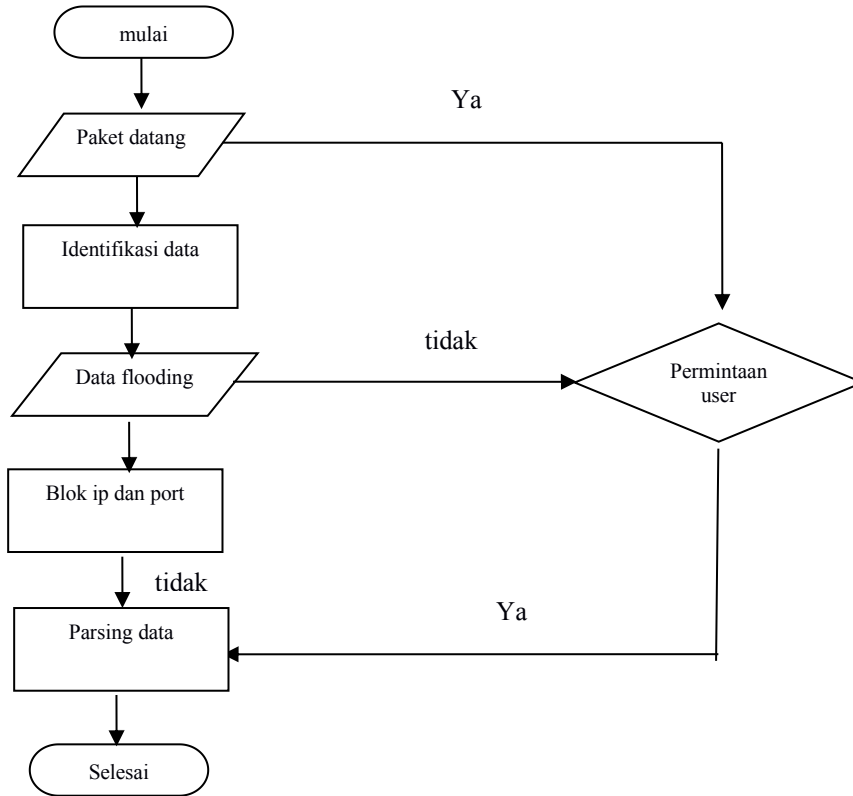 mulai
Ya
Paket datang
Identifikasi data
tidak
Data flooding
Permintaan
user
Blok ip dan port
tidak
Ya
Parsing data
Selesai